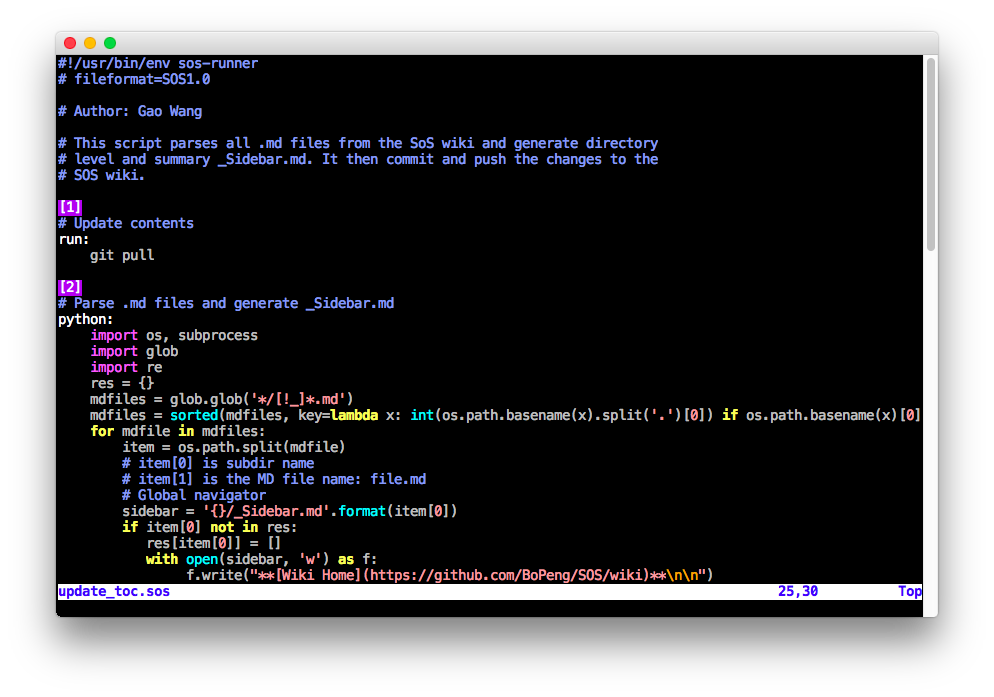 #!/usr/bin/env sos-runner
# fileformat=SOS1.0

# Author: Gao Wang

# This script parses all .md files from the SoS wiki and generate directory
# level and summary _Sidebar.md. It then commit and push the changes to the
# SOS wiki.

[1]
# Update contents
run:
    git pull

[2]
# Parse .md files and generate _Sidebar.md
python:
    import os, subprocess
    import glob
    import re
    res = {}
    mdfiles = glob.glob('*/[!_]*.md')
    mdfiles = sorted(mdfiles, key=lambda x: int(os.path.basename(x).split('.')[0]) if os.path.basename(x)[0]
    for mdfile in mdfiles:
        item = os.path.split(mdfile)
        # item[0] is subdir name
        # item[1] is the MD file name: file.md
        # Global navigator
        sidebar = '{}/_Sidebar.md'.format(item[0])
        if item[0] not in res:
           res[item[0]] = []
           with open(sidebar, 'w') as f:
                f.write("**[Wiki Home](https://github.com/BoPeng/SOS/wiki)**\n\n")
update_toc.sos 25,30 Top